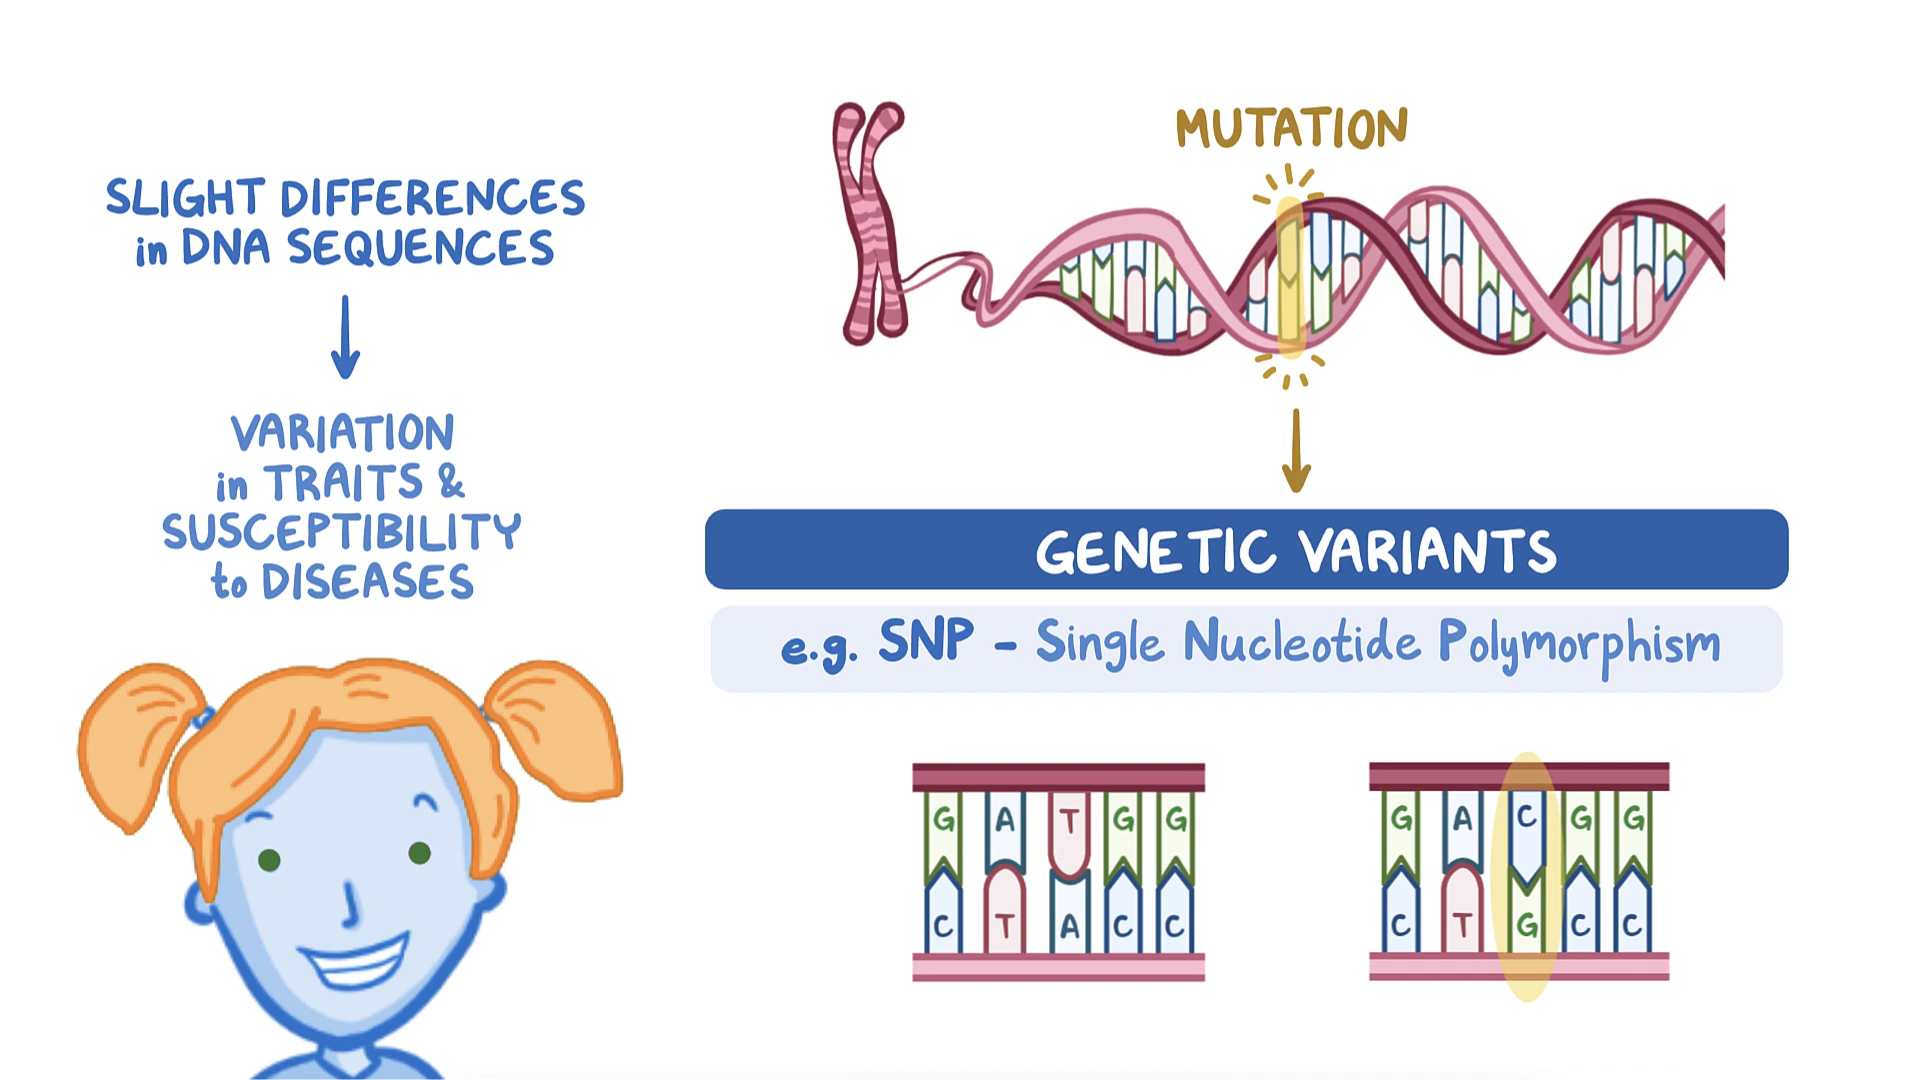 SLIGHT DIFFERENCES
in DNA SEQUENCES
VARIATION
in TRAITS &
SUSCEPTIBILITY
to DISEASES
MUTATION
GENETIC VARIANTS
e.g. SNP - Single Nucleotide Polymorphism
G A T G G
C T A C C
G A C G G
C T G C C